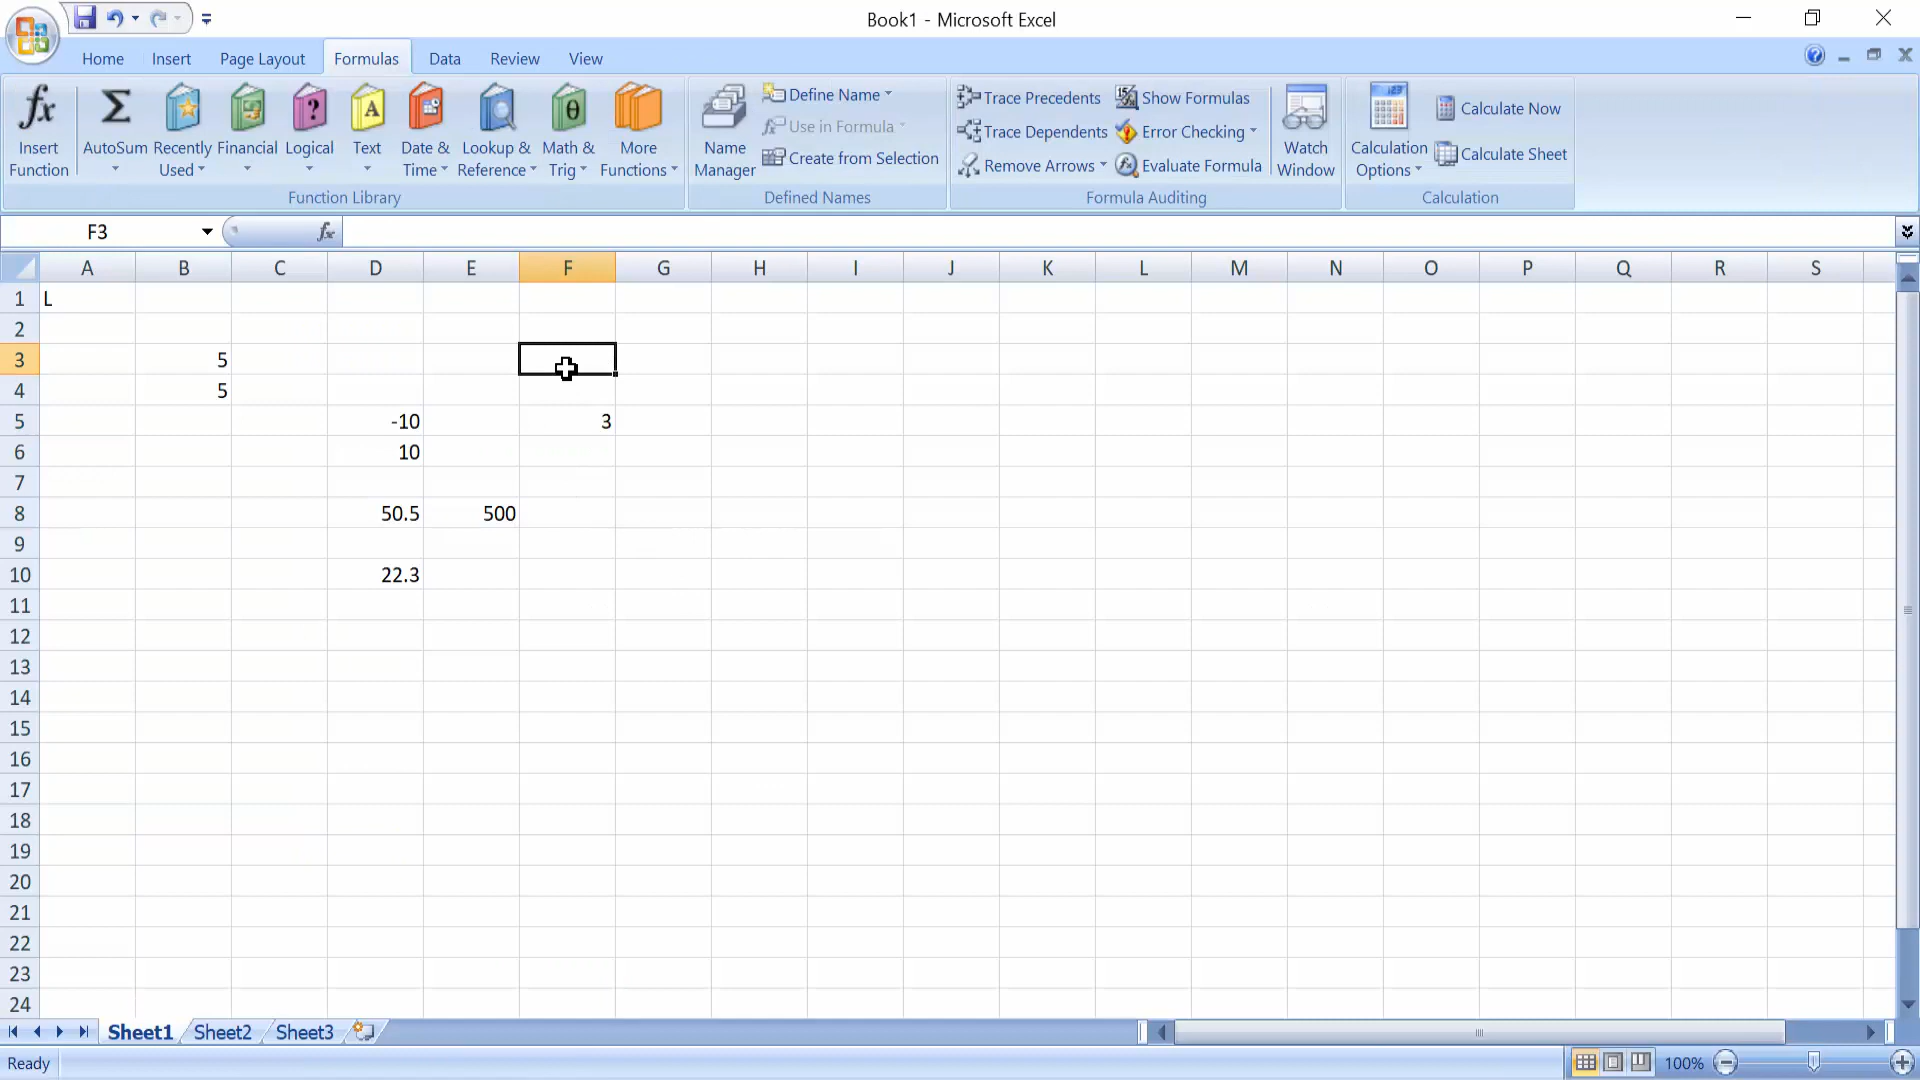 Book1 - Microsoft Excel
Home Insert Page Layout Formulas Data Review View
Insert Function
AutoSum
Recently Used
Financial
Logical
Text
Date & Time
Lookup & Reference
Math & Trig
More Functions
Function Library
Name Manager
Define Name
Use in Formula
Create from Selection
Defined Names
Trace Precedents
Trace Dependents
Remove Arrows
Show Formulas
Error Checking
Evaluate Formula
Watch Window
Formula Auditing
Calculation Options
Calculate Now
Calculate Sheet
Calculation
F3 fx
A B C D E F G H I J K L M N O P Q R S
1 L
2
3 5
4 5
5 -10 3
6 10
7
8 50.5 500
9
10 22.3
11
12
13
14
15
16
17
18
19
20
21
22
23
24
Sheet1 Sheet2 Sheet3
Ready 100%